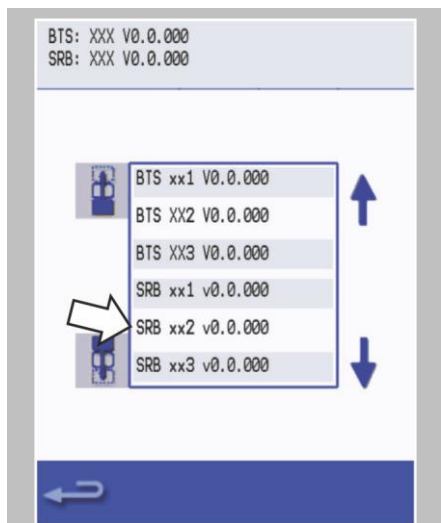 BTS: XXX V0.0.000
SRB: XXX V0.0.000
BTS xx1 V0.0.000
BTS XX2 V0.0.000
BTS XX3 V0.0.000
SRB xx1 v0.0.000
SRB xx2 v0.0.000
SRB xx3 v0.0.000